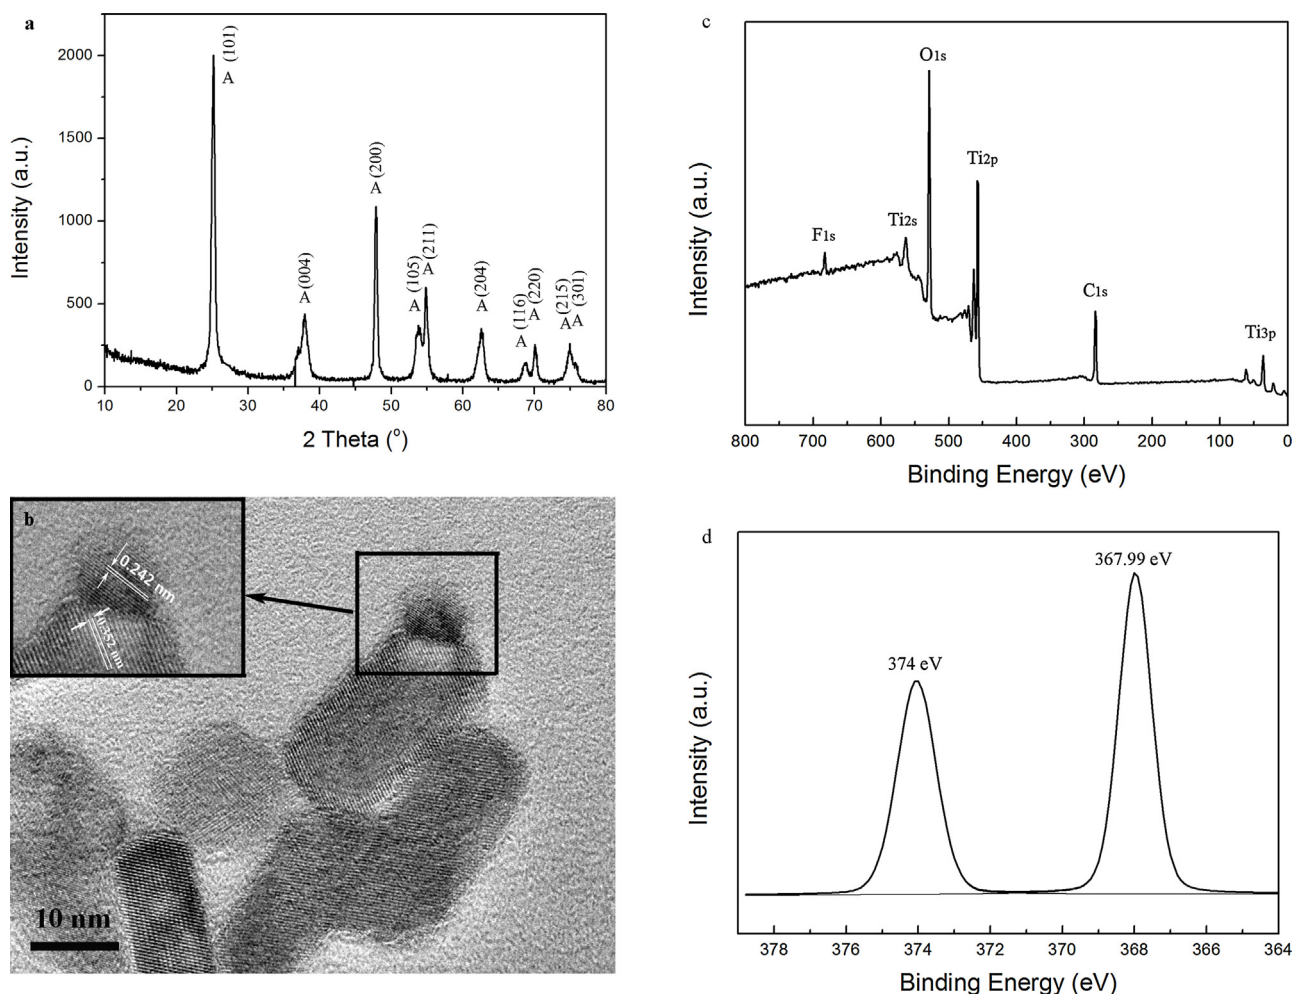 a
A (101)
A (004)
A (200)
A (105)
A (211)
A (204)
A (116)
A (220)
A (215)
A (301)
2000
1500
1000
500
0
10 20 30 40 50 60 70 80
Intensity (a.u.)
2 Theta (°)
c
O1s
Ti2p
Ti2s
F1s
C1s
Ti3p
Intensity (a.u.)
800 700 600 500 400 300 200 100 0
Binding Energy (eV)
b
0.242 nm
0.352 nm
10 nm
d
367.99 eV
374 eV
Intensity (a.u.)
378 376 374 372 370 368 366 364
Binding Energy (eV)